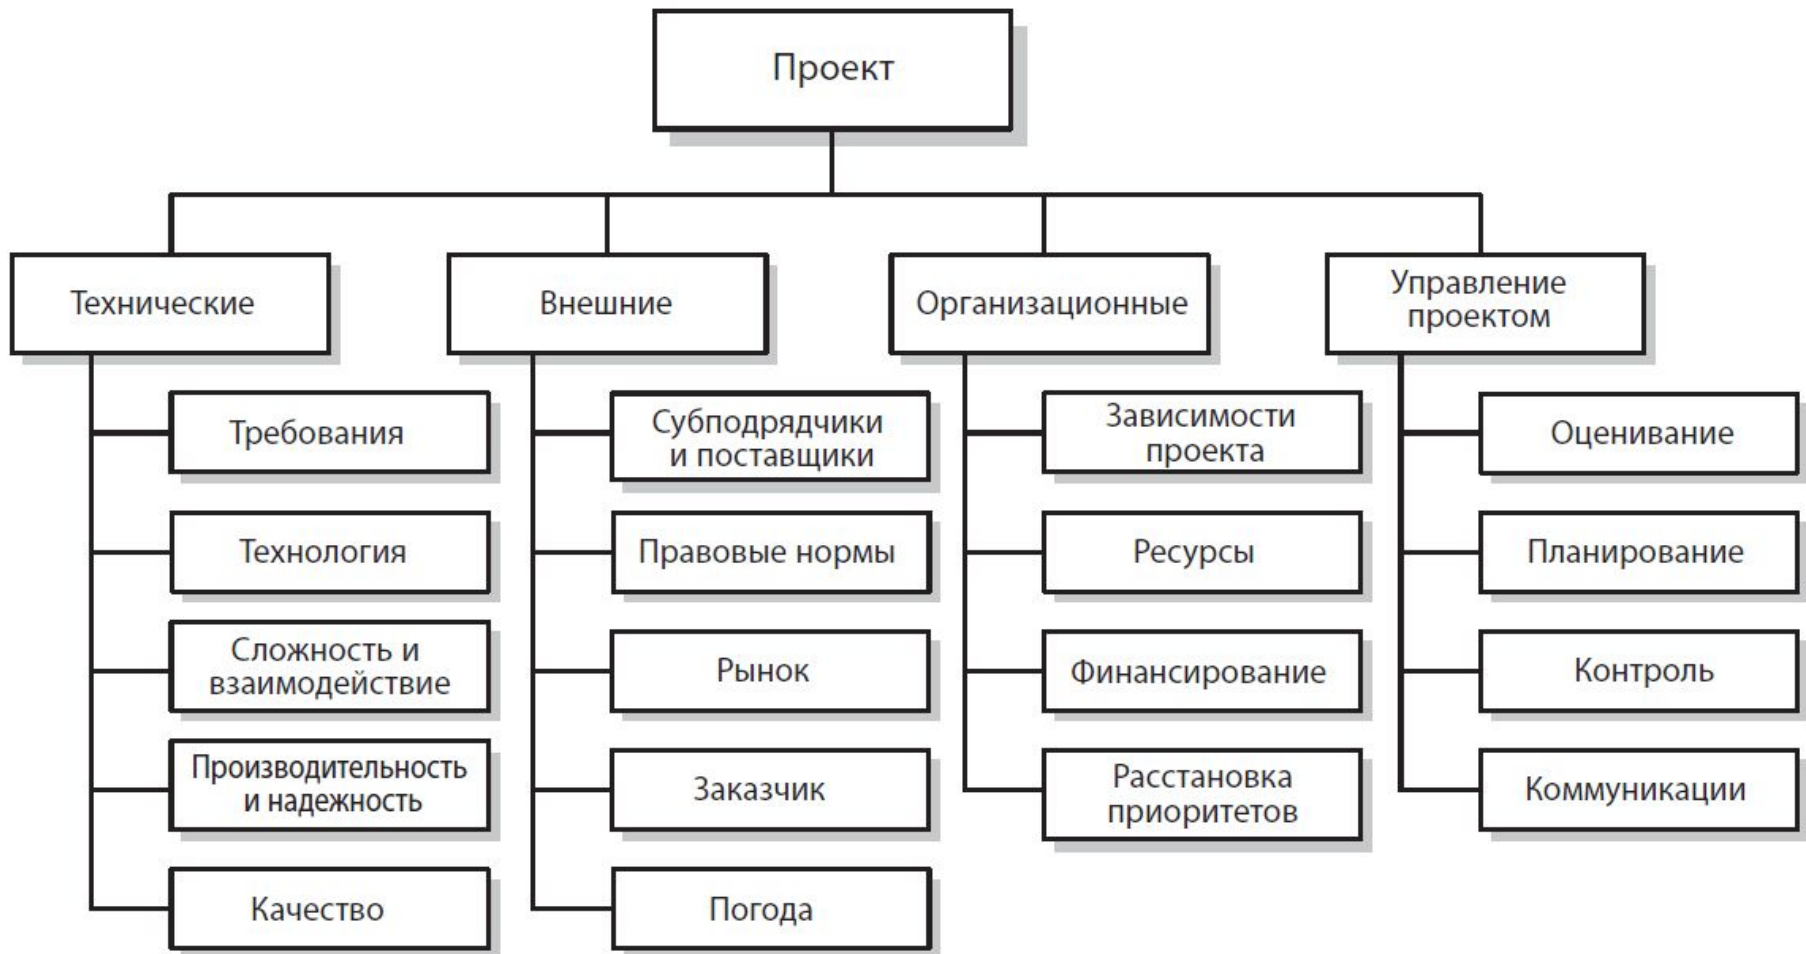 Проект
Технические
Внешние
Организационные
Управление
проектом
Требования
Технология
Сложность и
взаимодействие
Производительность
и надежность
Качество
Субподрядчики
и поставщики
Правовые нормы
Рынок
Заказчик
Погода
Зависимости
проекта
Ресурсы
Финансирование
Расстановка
приоритетов
Оценивание
Планирование
Контроль
Коммуникации